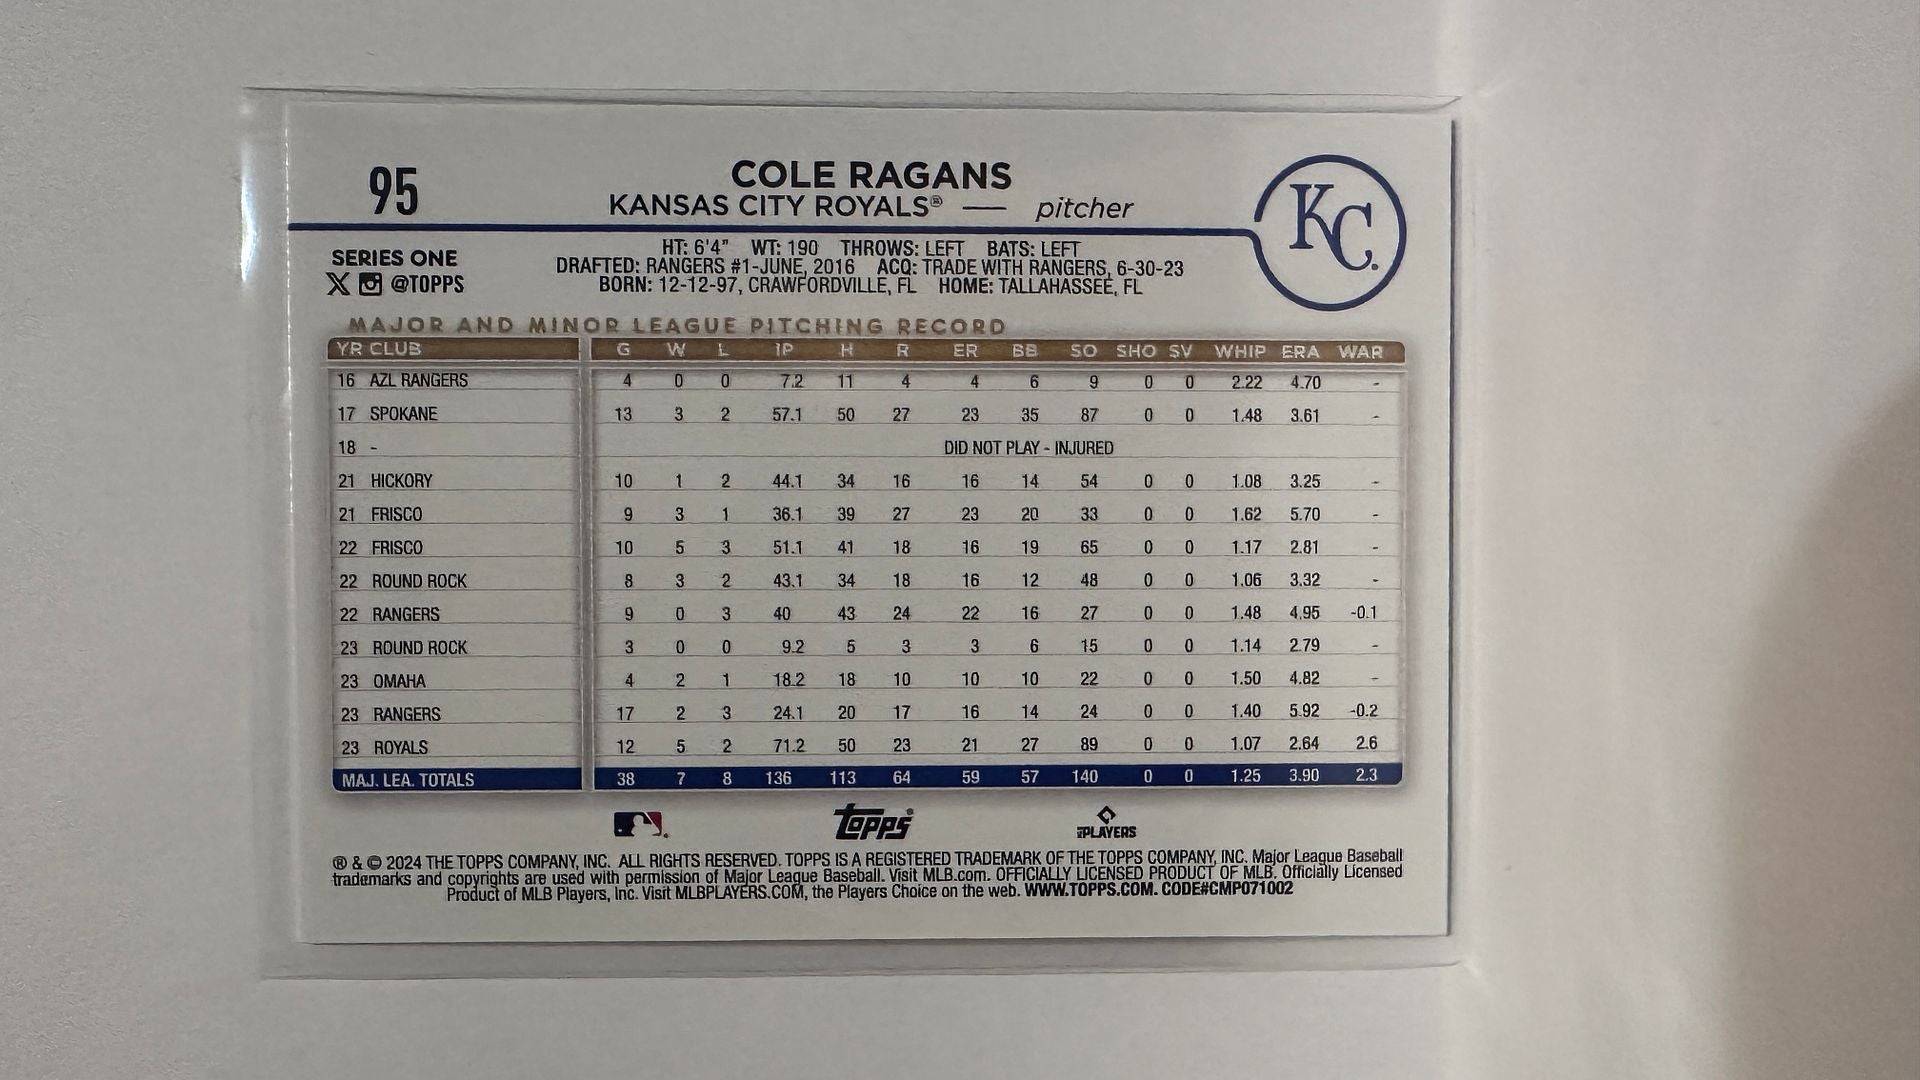 95
COLE RAGANS
KANSAS CITY ROYALS® — pitcher
KC.
SERIES ONE
@TOPPS
HT: 6'4" WT: 190 THROWS: LEFT BATS: LEFT
DRAFTED: RANGERS #1-JUNE, 2016 ACQ: TRADE WITH RANGERS, 6-30-23
BORN: 12-12-97, CRAWFORDVILLE, FL HOME: TALLAHASSEE, FL
MAJOR AND MINOR LEAGUE PITCHING RECORD
YR CLUB G W L IP H R ER BB SO SHO SV WHIP ERA WAR
16 AZL RANGERS 4 0 0 7.2 11 4 4 6 9 0 0 2.22 4.70 -
17 SPOKANE 13 3 2 57.1 50 27 23 35 87 0 0 1.48 3.61 -
18 - DID NOT PLAY - INJURED
21 HICKORY 10 1 2 44.1 34 16 16 14 54 0 0 1.08 3.25 -
21 FRISCO 9 3 1 36.1 39 27 23 20 33 0 0 1.62 5.70 -
22 FRISCO 10 5 3 51.1 41 18 16 19 65 0 0 1.17 2.81 -
22 ROUND ROCK 8 3 2 43.1 34 18 16 12 48 0 0 1.06 3.32 -
22 RANGERS 9 0 3 40 43 24 22 16 27 0 0 1.48 4.95 -0.1
23 ROUND ROCK 3 0 0 9.2 5 3 3 6 15 0 0 1.14 2.79 -
23 OMAHA 4 2 1 18.2 18 10 10 10 22 0 0 1.50 4.82 -
23 RANGERS 17 2 3 24.1 20 17 16 14 24 0 0 1.40 5.92 -0.2
23 ROYALS 12 5 2 71.2 50 23 21 27 89 0 0 1.07 2.64 2.6
MAJ. LEA. TOTALS 38 7 8 136 113 64 59 57 140 0 0 1.25 3.90 2.3
Topps® MLB PLAYERS
® & © 2024 THE TOPPS COMPANY, INC. ALL RIGHTS RESERVED. TOPPS IS A REGISTERED TRADEMARK OF THE TOPPS COMPANY, INC. Major League Baseball
trademarks and copyrights are used with permission of Major League Baseball. Visit MLB.com. OFFICIALLY LICENSED PRODUCT OF MLB. Officially Licensed
Product of MLB Players, Inc. Visit MLBPLAYERS.COM, the Players Choice on the web. WWW.TOPPS.COM. CODE#CMP071002